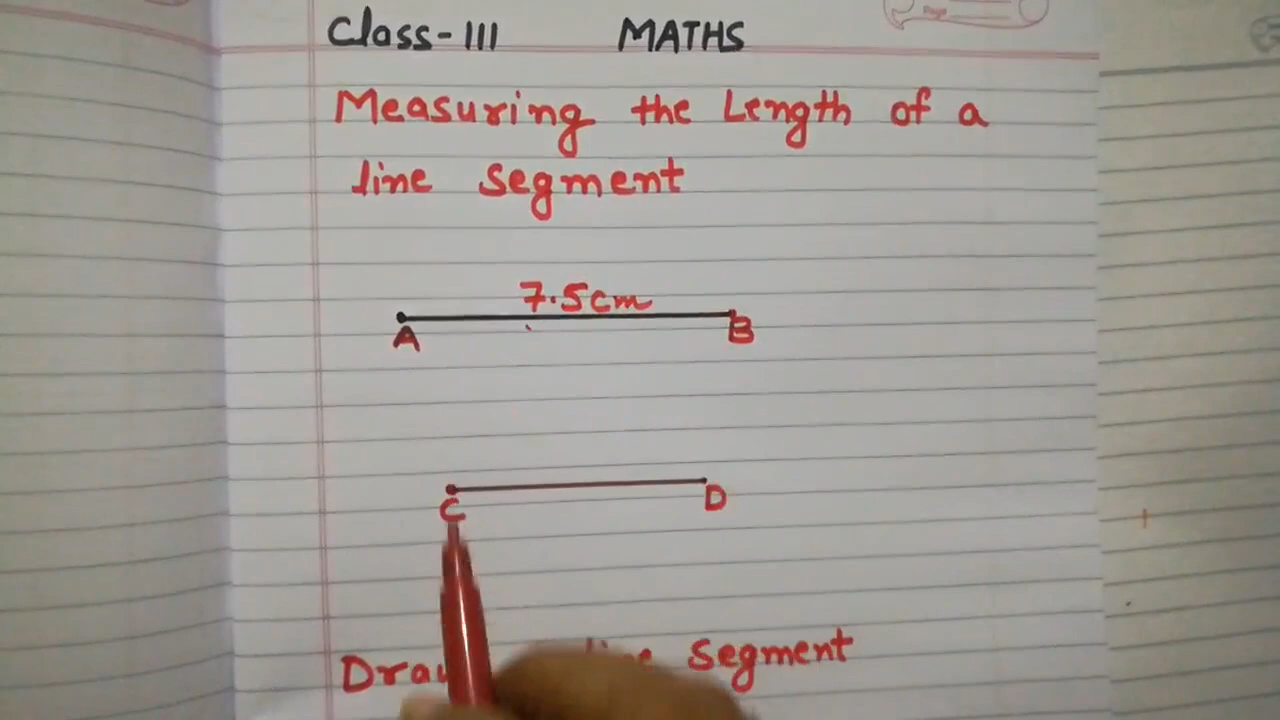 Class-III MATHS
Measuring the Length of a
line segment
7.5cm
A B
C D
segment